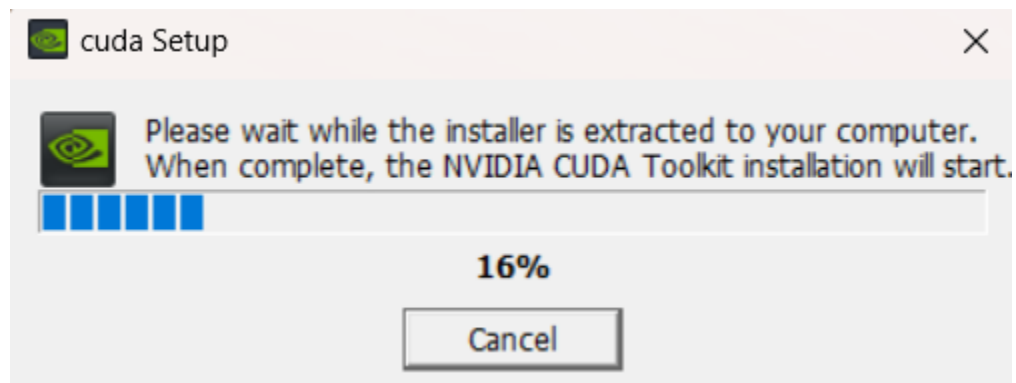 cuda Setup
Please wait while the installer is extracted to your computer.
When complete, the NVIDIA CUDA Toolkit installation will start.
16%
Cancel